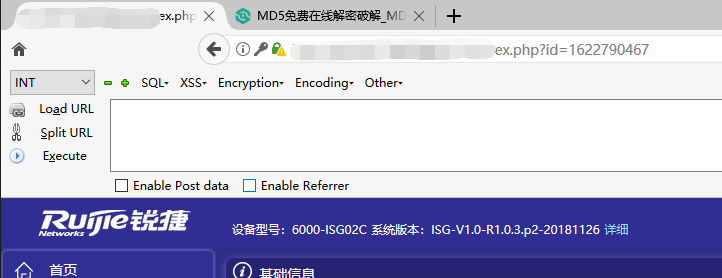 ex.php
MD5免费在线解密破解_MD
ex.php?id=1622790467
INT
SQL
XSS
Encryption
Encoding
Other
Load URL
Split URL
Execute
Enable Post data
Enable Referrer
Ruijie锐捷
Networks
设备型号：6000-ISG02C 系统版本：ISG-V1.0-R1.0.3.p2-20181126 详细
首页
基础信息